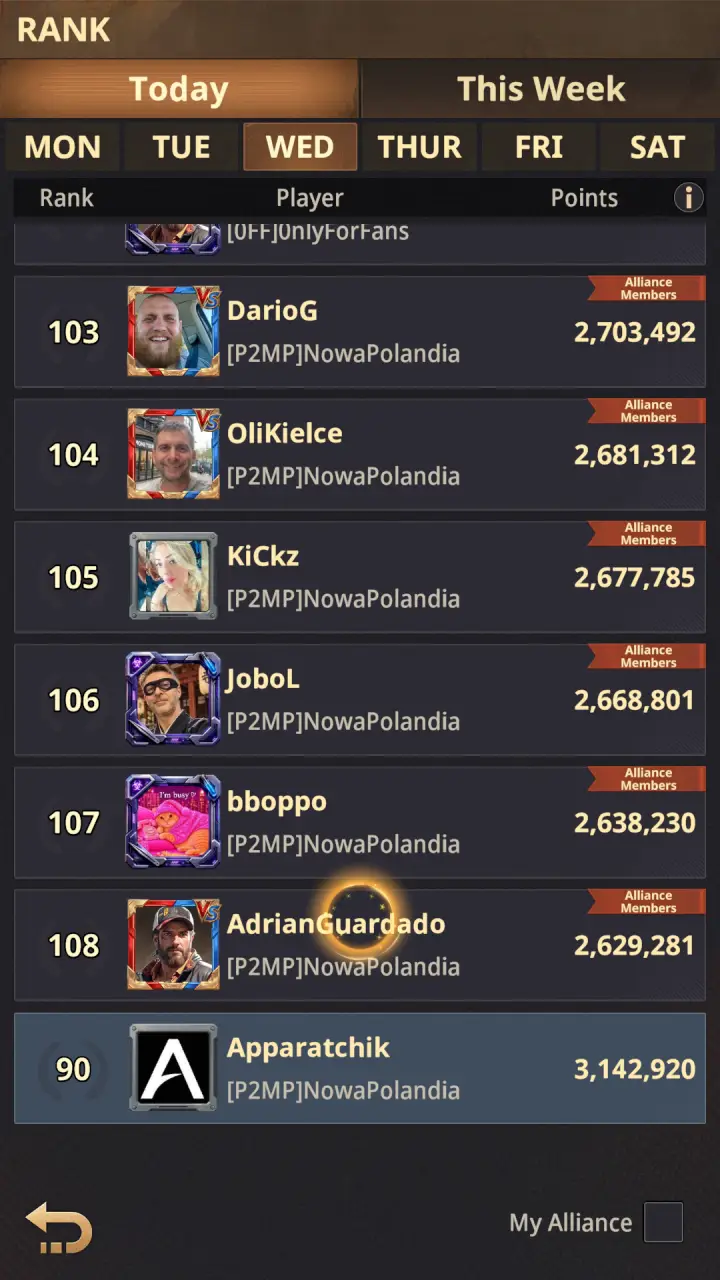 RANK
Today
This Week
MON
TUE
WED
THUR
FRI
SAT
Rank
Player
Points
i
[0FF]0nlyForFans
Alliance
Members
103
DarioG
2,703,492
[P2MP]NowaPolandia
Alliance
Members
104
OliKielce
2,681,312
[P2MP]NowaPolandia
Alliance
Members
105
KiCkz
2,677,785
[P2MP]NowaPolandia
Alliance
Members
106
JoboL
2,668,801
[P2MP]NowaPolandia
Alliance
Members
107
I'm busy
bboppo
2,638,230
[P2MP]NowaPolandia
Alliance
Members
108
AdrianGuardado
2,629,281
[P2MP]NowaPolandia
90
Apparatchik
3,142,920
[P2MP]NowaPolandia
My Alliance